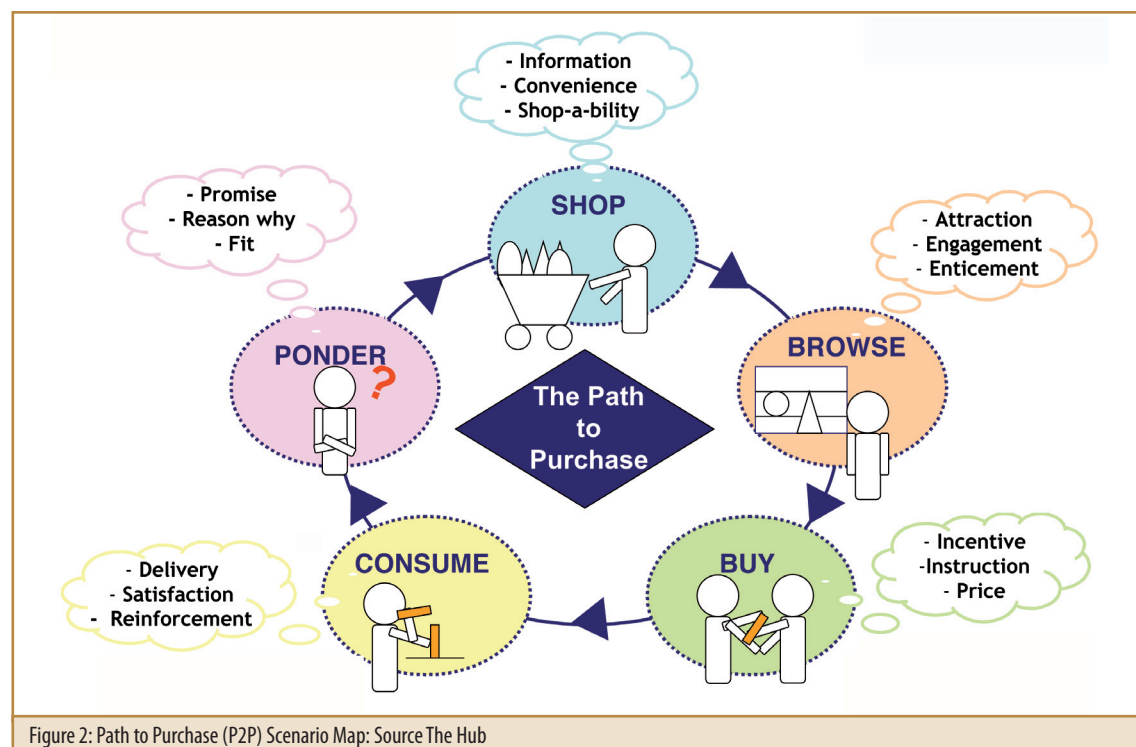 - Information
- Convenience
- Shop-a-bility
SHOP
- Promise
- Reason why
- Fit
- Attraction
- Engagement
- Enticement
PONDER
?
BROWSE
The Path
to
Purchase
CONSUME
BUY
- Delivery
- Satisfaction
- Reinforcement
- Incentive
-Instruction
- Price
Figure 2: Path to Purchase (P2P) Scenario Map: Source The Hub